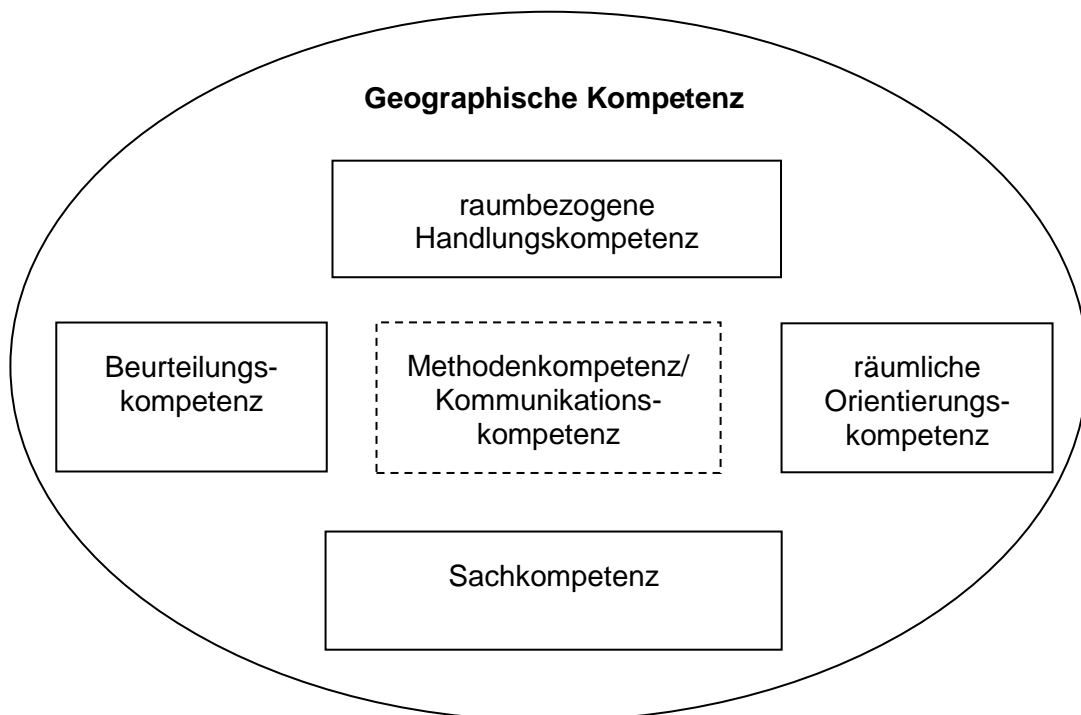 Geographische Kompetenz
raumbezogene
Handlungskompetenz
Beurteilungs-
kompetenz
Methodenkompetenz/
Kommunikations-
kompetenz
räumliche
Orientierungs-
kompetenz
Sachkompetenz